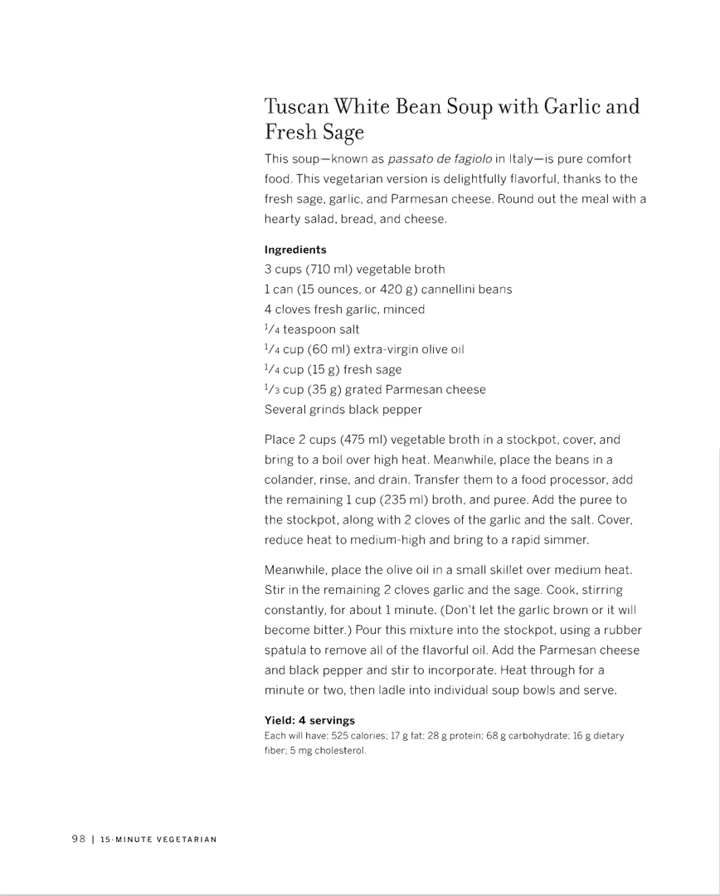 Tuscan White Bean Soup with Garlic and
Fresh Sage
This soup—known as passato de fagiolo in Italy—is pure comfort
food. This vegetarian version is delightfully flavorful, thanks to the
fresh sage, garlic, and Parmesan cheese. Round out the meal with a
hearty salad, bread, and cheese.
Ingredients
3 cups (710 ml) vegetable broth
1 can (15 ounces, or 420 g) cannellini beans
4 cloves fresh garlic, minced
1/4 teaspoon salt
1/4 cup (60 ml) extra-virgin olive oil
1/4 cup (15 g) fresh sage
1/3 cup (35 g) grated Parmesan cheese
Several grinds black pepper
Place 2 cups (475 ml) vegetable broth in a stockpot, cover, and
bring to a boil over high heat. Meanwhile, place the beans in a
colander, rinse, and drain. Transfer them to a food processor, add
the remaining 1 cup (235 ml) broth, and puree. Add the puree to
the stockpot, along with 2 cloves of the garlic and the salt. Cover,
reduce heat to medium-high and bring to a rapid simmer.
Meanwhile, place the olive oil in a small skillet over medium heat.
Stir in the remaining 2 cloves garlic and the sage. Cook, stirring
constantly, for about 1 minute. (Don't let the garlic brown or it will
become bitter.) Pour this mixture into the stockpot, using a rubber
spatula to remove all of the flavorful oil. Add the Parmesan cheese
and black pepper and stir to incorporate. Heat through for a
minute or two, then ladle into individual soup bowls and serve.
Yield: 4 servings
Each will have: 525 calories; 17 g fat; 28 g protein; 68 g carbohydrate; 16 g dietary
fiber; 5 mg cholesterol.
98 | 15-MINUTE VEGETARIAN